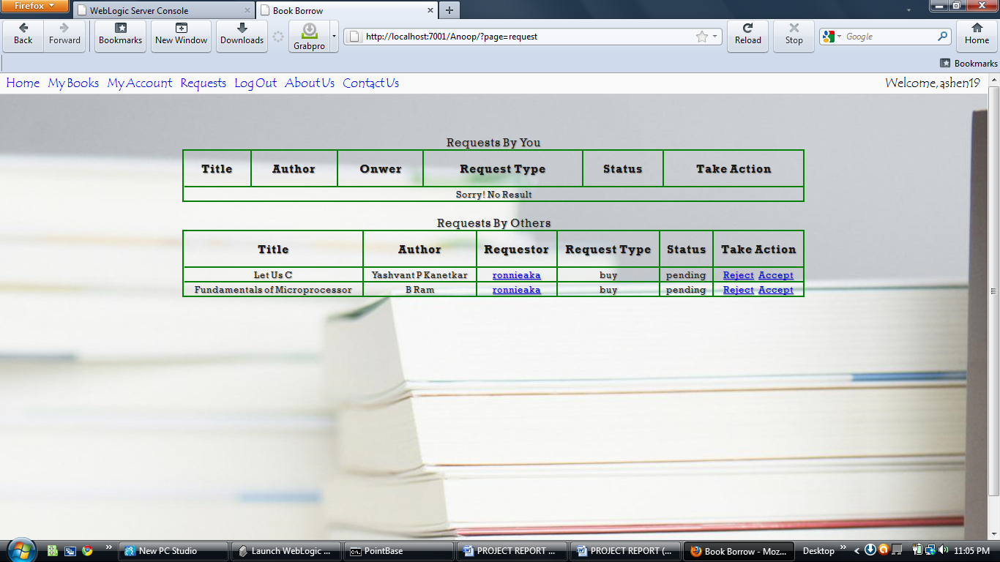 Firefox
WebLogic Server Console
Book Borrow
Back
Forward
Bookmarks
New Window
Downloads
Grabpro
http://localhost:7001/Anoop/?page=request
Reload
Stop
Google
Home
Bookmarks
Home My Books My Account Requests Log Out About Us Contact Us
Welcome, ashen19
Requests By You
Title Author Onwer Request Type Status Take Action
Sorry! No Result
Requests By Others
Title Author Requestor Request Type Status Take Action
Let Us C Yashvant P Kanetkar ronnieaka buy pending Reject Accept
Fundamentals of Microprocessor B Ram ronnieaka buy pending Reject Accept
New PC Studio
Launch WebLogic ...
PointBase
PROJECT REPORT ...
PROJECT REPORT (...
Book Borrow - Moz...
Desktop
11:05 PM